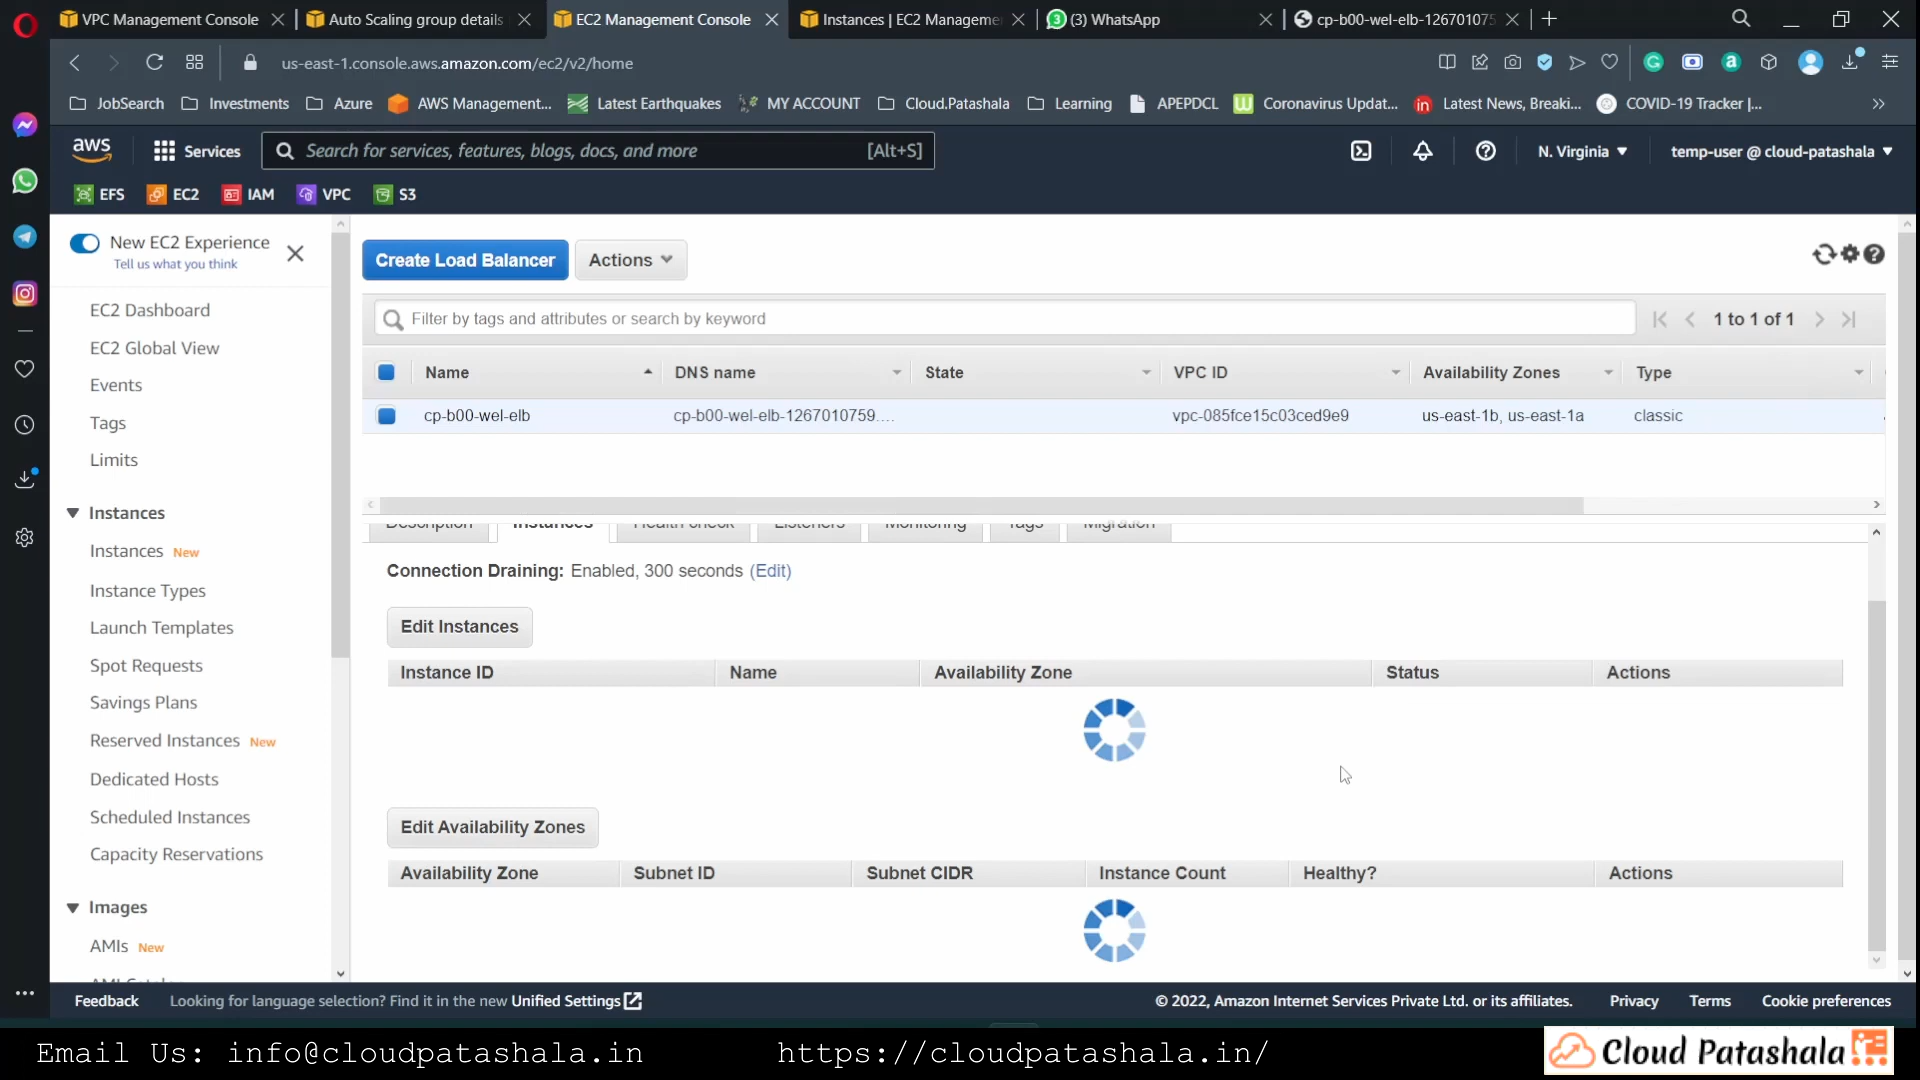 VPC Management Console
Auto Scaling group details
EC2 Management Console
Instances | EC2 Manageme
(3) WhatsApp
cp-b00-wel-elb-126701075
us-east-1.console.aws.amazon.com/ec2/v2/home
JobSearch
Investments
Azure
AWS Management...
Latest Earthquakes
MY ACCOUNT
Cloud.Patashala
Learning
APEPDCL
Coronavirus Updat...
Latest News, Breaki...
COVID-19 Tracker |...
aws
Services
Search for services, features, blogs, docs, and more
[Alt+S]
N. Virginia
temp-user @ cloud-patashala
EFS
EC2
IAM
VPC
S3
New EC2 Experience
Tell us what you think
EC2 Dashboard
EC2 Global View
Events
Tags
Limits
Instances
Instances New
Instance Types
Launch Templates
Spot Requests
Savings Plans
Reserved Instances New
Dedicated Hosts
Scheduled Instances
Capacity Reservations
Images
AMIs New
AMI Catalog
Create Load Balancer
Actions
Filter by tags and attributes or search by keyword
1 to 1 of 1
Name DNS name State VPC ID Availability Zones Type
cp-b00-wel-elb cp-b00-wel-elb-1267010759.... vpc-085fce15c03ced9e9 us-east-1b, us-east-1a classic
Description Instances Health check Listeners Monitoring Tags Migration
Connection Draining: Enabled, 300 seconds (Edit)
Edit Instances
Instance ID Name Availability Zone Status Actions
Edit Availability Zones
Availability Zone Subnet ID Subnet CIDR Instance Count Healthy? Actions
Feedback
Looking for language selection? Find it in the new Unified Settings
© 2022, Amazon Internet Services Private Ltd. or its affiliates.
Privacy
Terms
Cookie preferences
Email Us: info@cloudpatashala.in
https://cloudpatashala.in/
Cloud Patashala